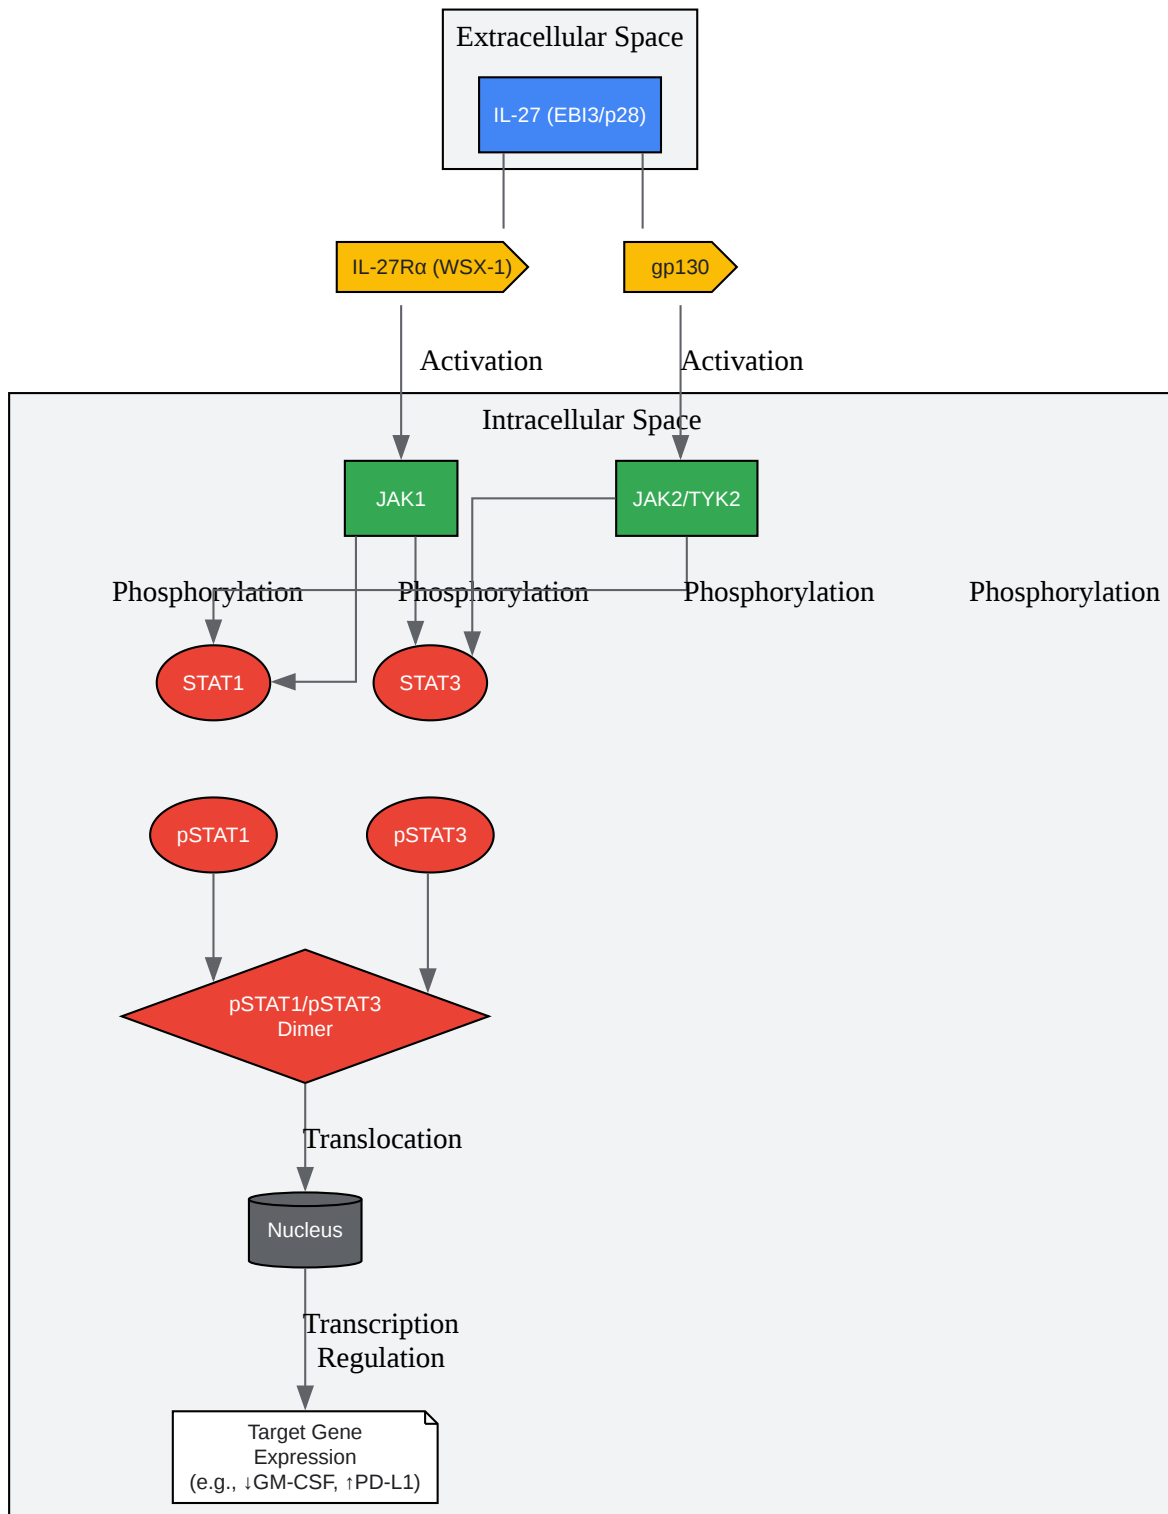 Extracellular Space
IL-27 (EBI3/p28)
IL-27Rα (WSX-1)
gp130
Activation
Activation
Intracellular Space
JAK1
JAK2/TYK2
Phosphorylation
Phosphorylation
Phosphorylation
Phosphorylation
STAT1
STAT3
pSTAT1
pSTAT3
pSTAT1/pSTAT3
Dimer
Translocation
Nucleus
Transcription
Regulation
Target Gene
Expression
(e.g., ↓GM-CSF, ↑PD-L1)